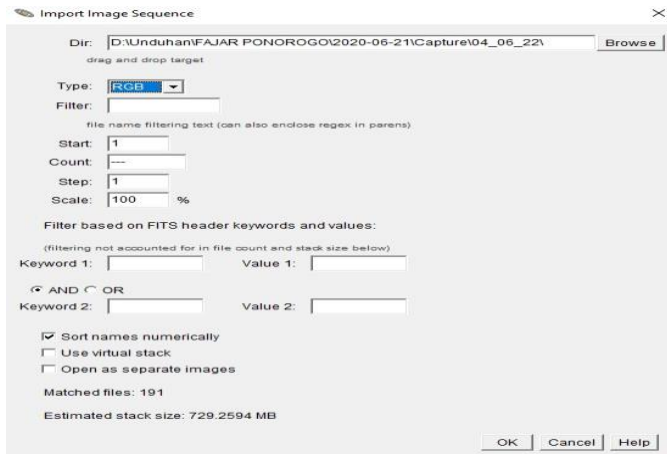 Import Image Sequence
Dir: D:\Unduhan\FAJAR PONOROGO\2020-06-21\Capture\04_06_22\ Browse
drag and drop target
Type: RGB
Filter:
file name filtering text (can also enclose regex in parens)
Start: 1
Count: ---
Step: 1
Scale: 100 %
Filter based on FITS header keywords and values:
(filtering not accounted for in file count and stack size below)
Keyword 1: Value 1:
AND OR
Keyword 2: Value 2:
Sort names numerically
Use virtual stack
Open as separate images
Matched files: 191
Estimated stack size: 729.2594 MB
OK Cancel Help